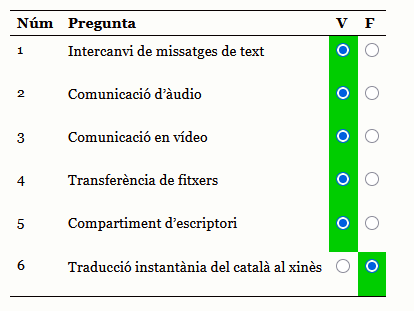 Núm Pregunta V F
1 Intercanvi de missatges de text
2 Comunicació d'àudio
3 Comunicació en vídeo
4 Transferència de fitxers
5 Compartiment d'escriptori
6 Traducció instantània del català al xinès